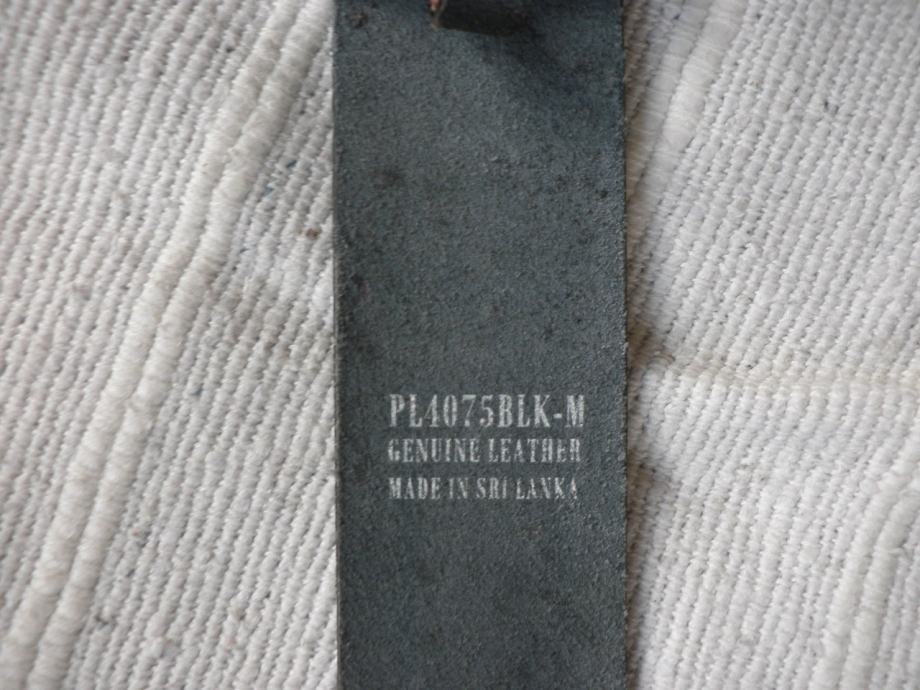 PL4075BLK-M
GENUINE LEATHER
MADE IN SRI LANKA